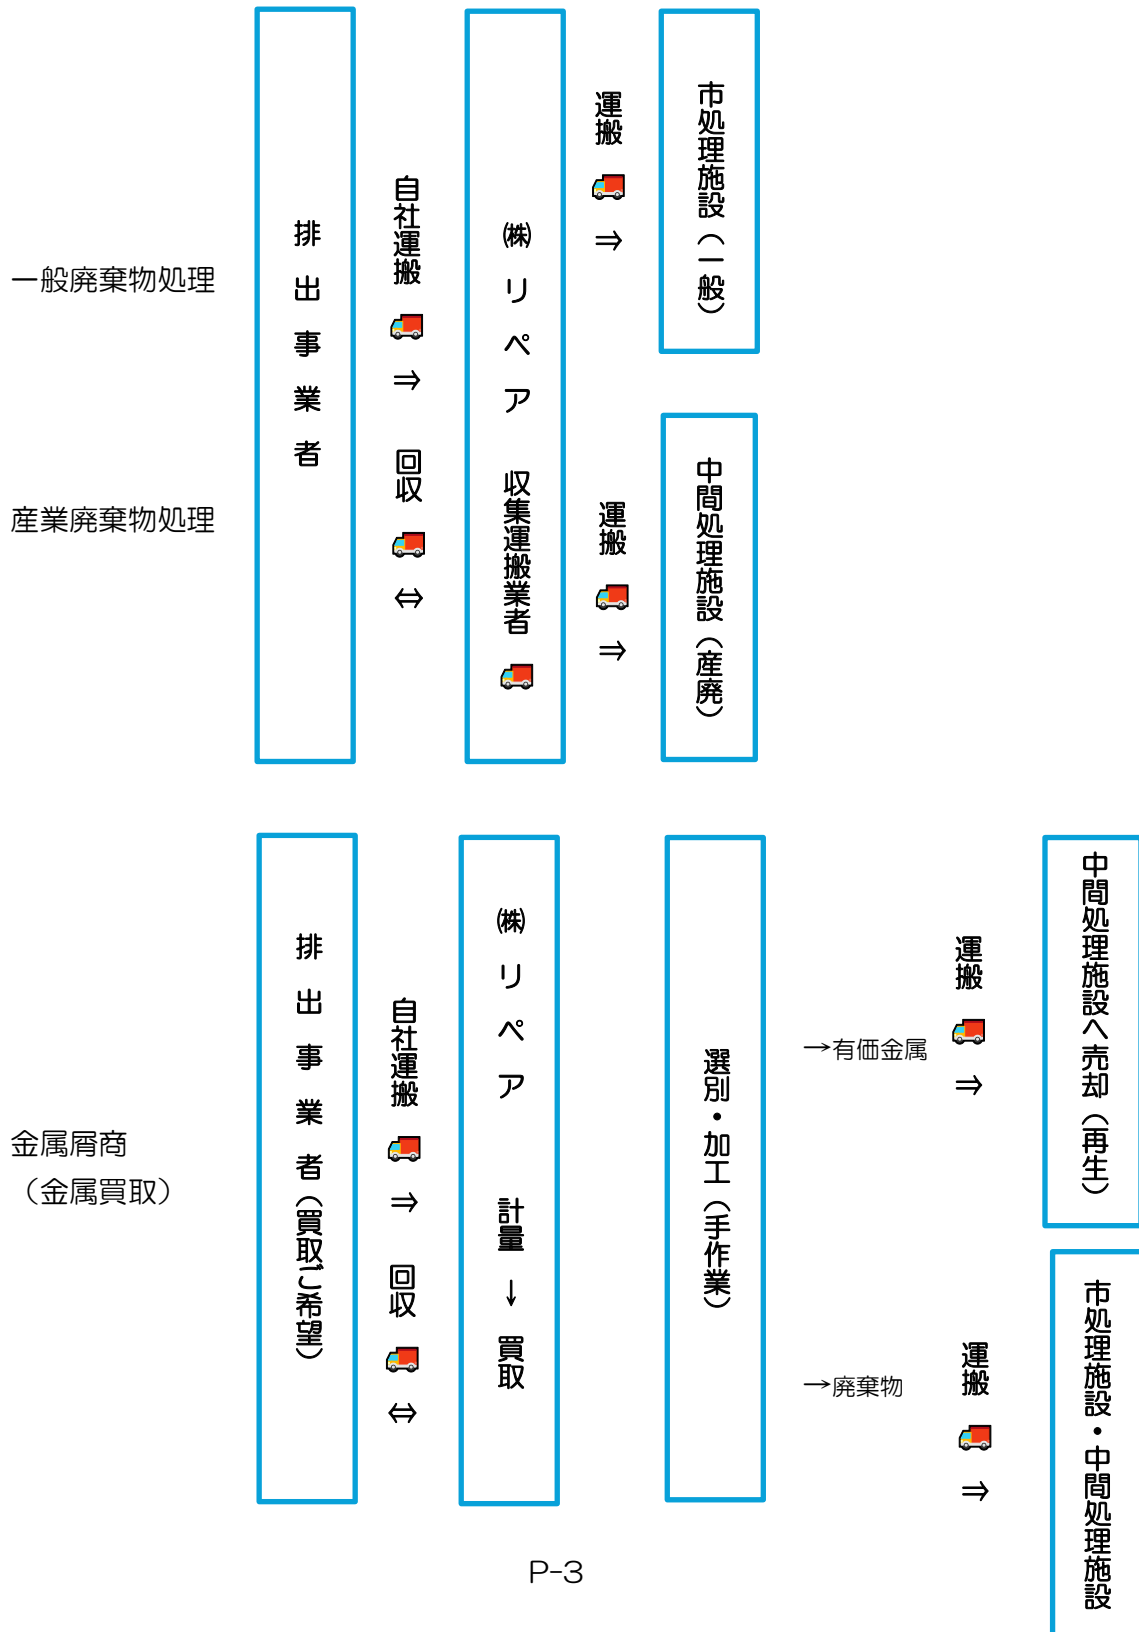 一般廃棄物処理
産業廃棄物処理
排出事業者
自社運搬 ⇒
回収 ⇔
㈱リペア 収集運搬業者
運搬 ⇒
市処理施設（一般）
運搬 ⇒
中間処理施設（産廃）
金属屑商
（金属買取）
排出事業者（買取ご希望）
自社運搬 ⇒
回収 ⇔
㈱リペア 計量→買取
選別・加工（手作業）
→有価金属
運搬 ⇒
中間処理施設へ売却（再生）
→廃棄物
運搬 ⇒
市処理施設・中間処理施設
P-3